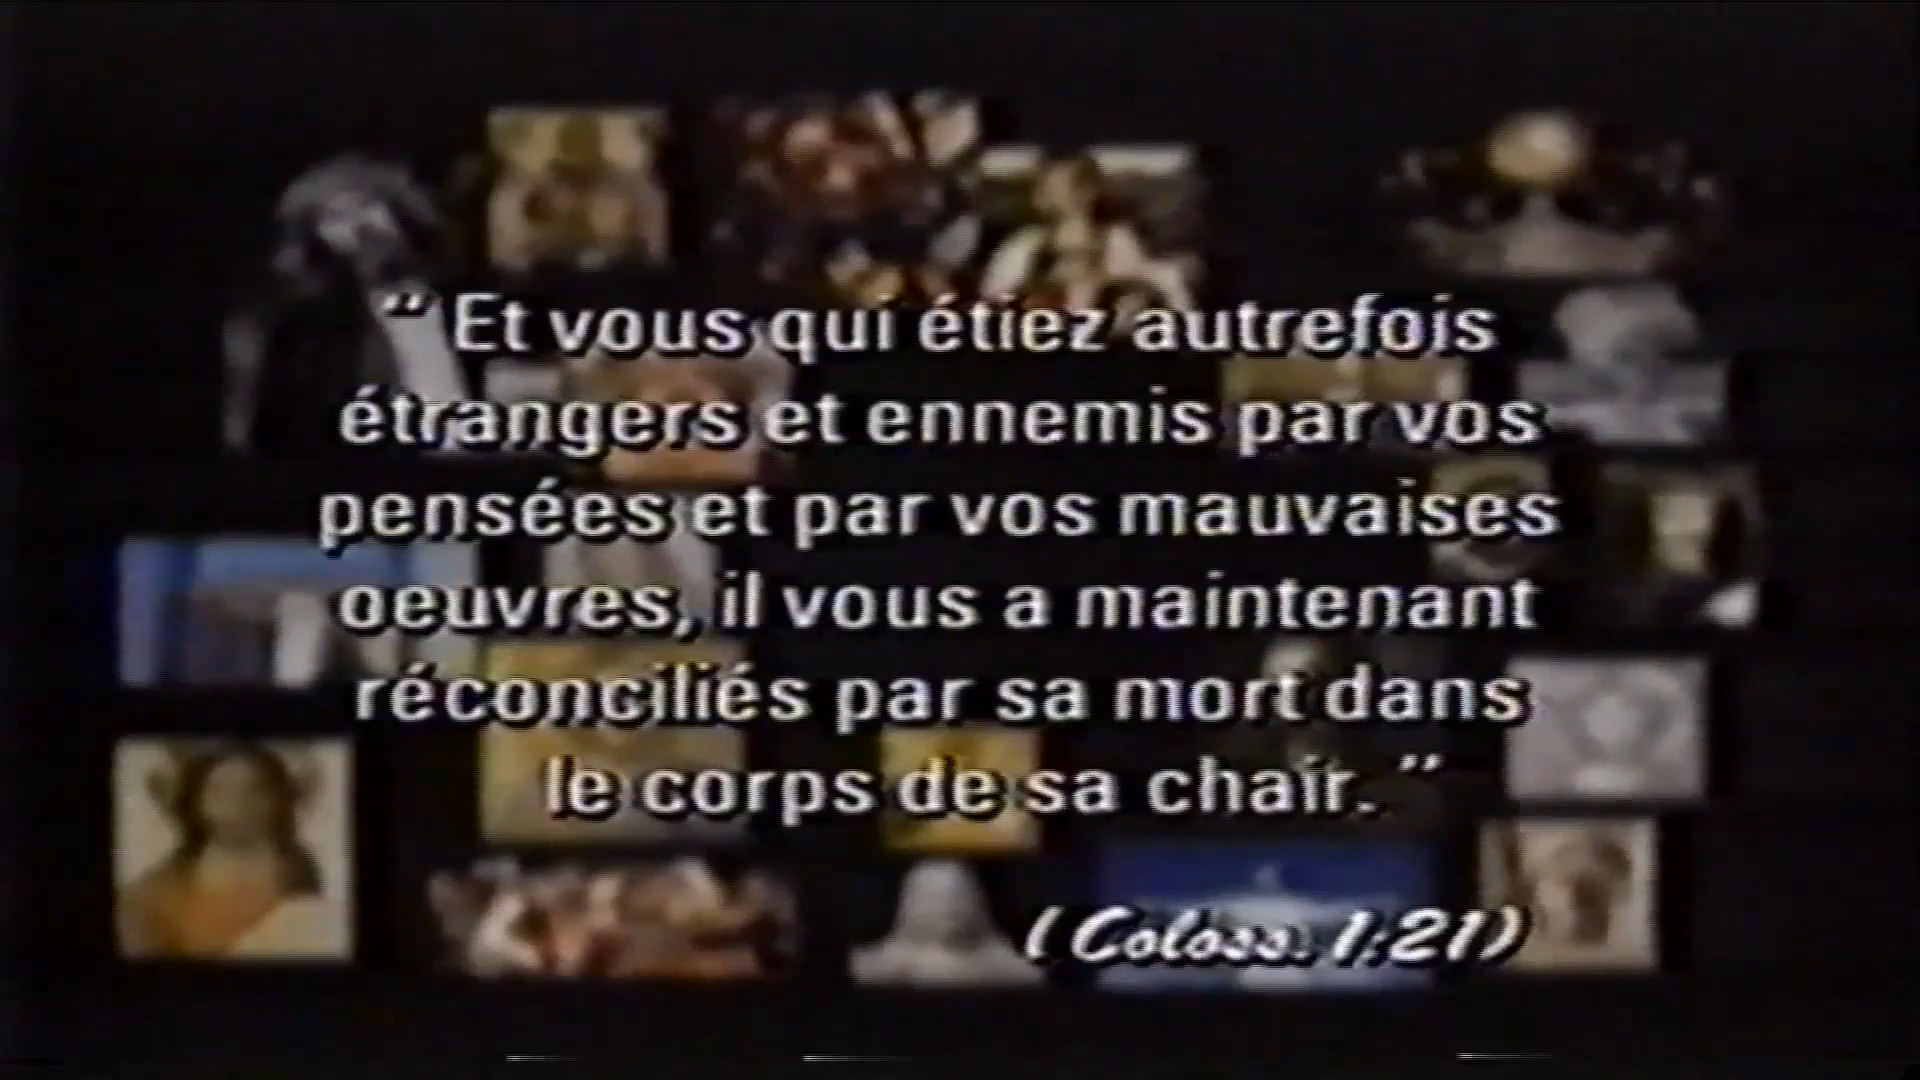 “ Et vous qui étiez autrefois
étrangers et ennemis par vos
pensées et par vos mauvaises
oeuvres, il vous a maintenant
réconciliés par sa mort dans
le corps de sa chair. ”
( Coloss. 1:21)